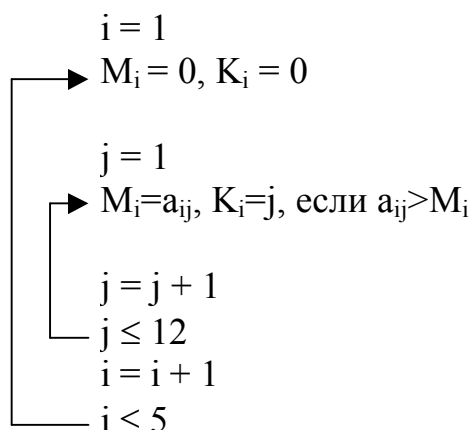 i = 1
Mᵢ = 0, Kᵢ = 0
j = 1
Mᵢ=aᵢⱼ, Kᵢ=j, если aᵢⱼ>Mᵢ
j = j + 1
j ≤ 12
i = i + 1
i ≤ 5